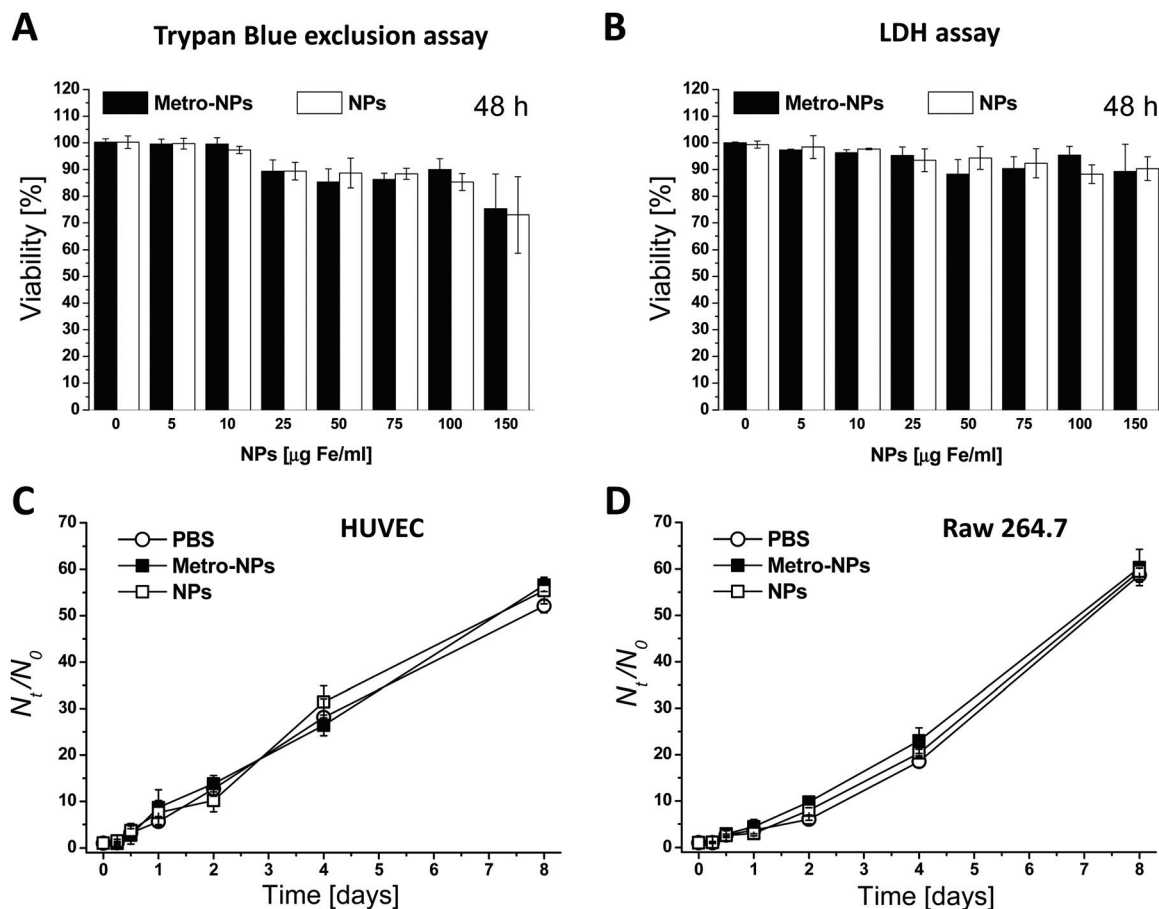 A
Trypan Blue exclusion assay
Metro-NPs
NPs
48 h
Viability [%]
120
110
100
90
80
70
60
50
40
30
20
10
0
0 5 10 25 50 75 100 150
NPs [µg Fe/ml]
B
LDH assay
Metro-NPs
NPs
48 h
Viability [%]
120
110
100
90
80
70
60
50
40
30
20
10
0
0 5 10 25 50 75 100 150
NPs [µg Fe/ml]
C
HUVEC
PBS
Metro-NPs
NPs
Nt/N0
70
60
50
40
30
20
10
0
0 1 2 3 4 5 6 7 8
Time [days]
D
Raw 264.7
PBS
Metro-NPs
NPs
Nt/N0
70
60
50
40
30
20
10
0
0 1 2 3 4 5 6 7 8
Time [days]